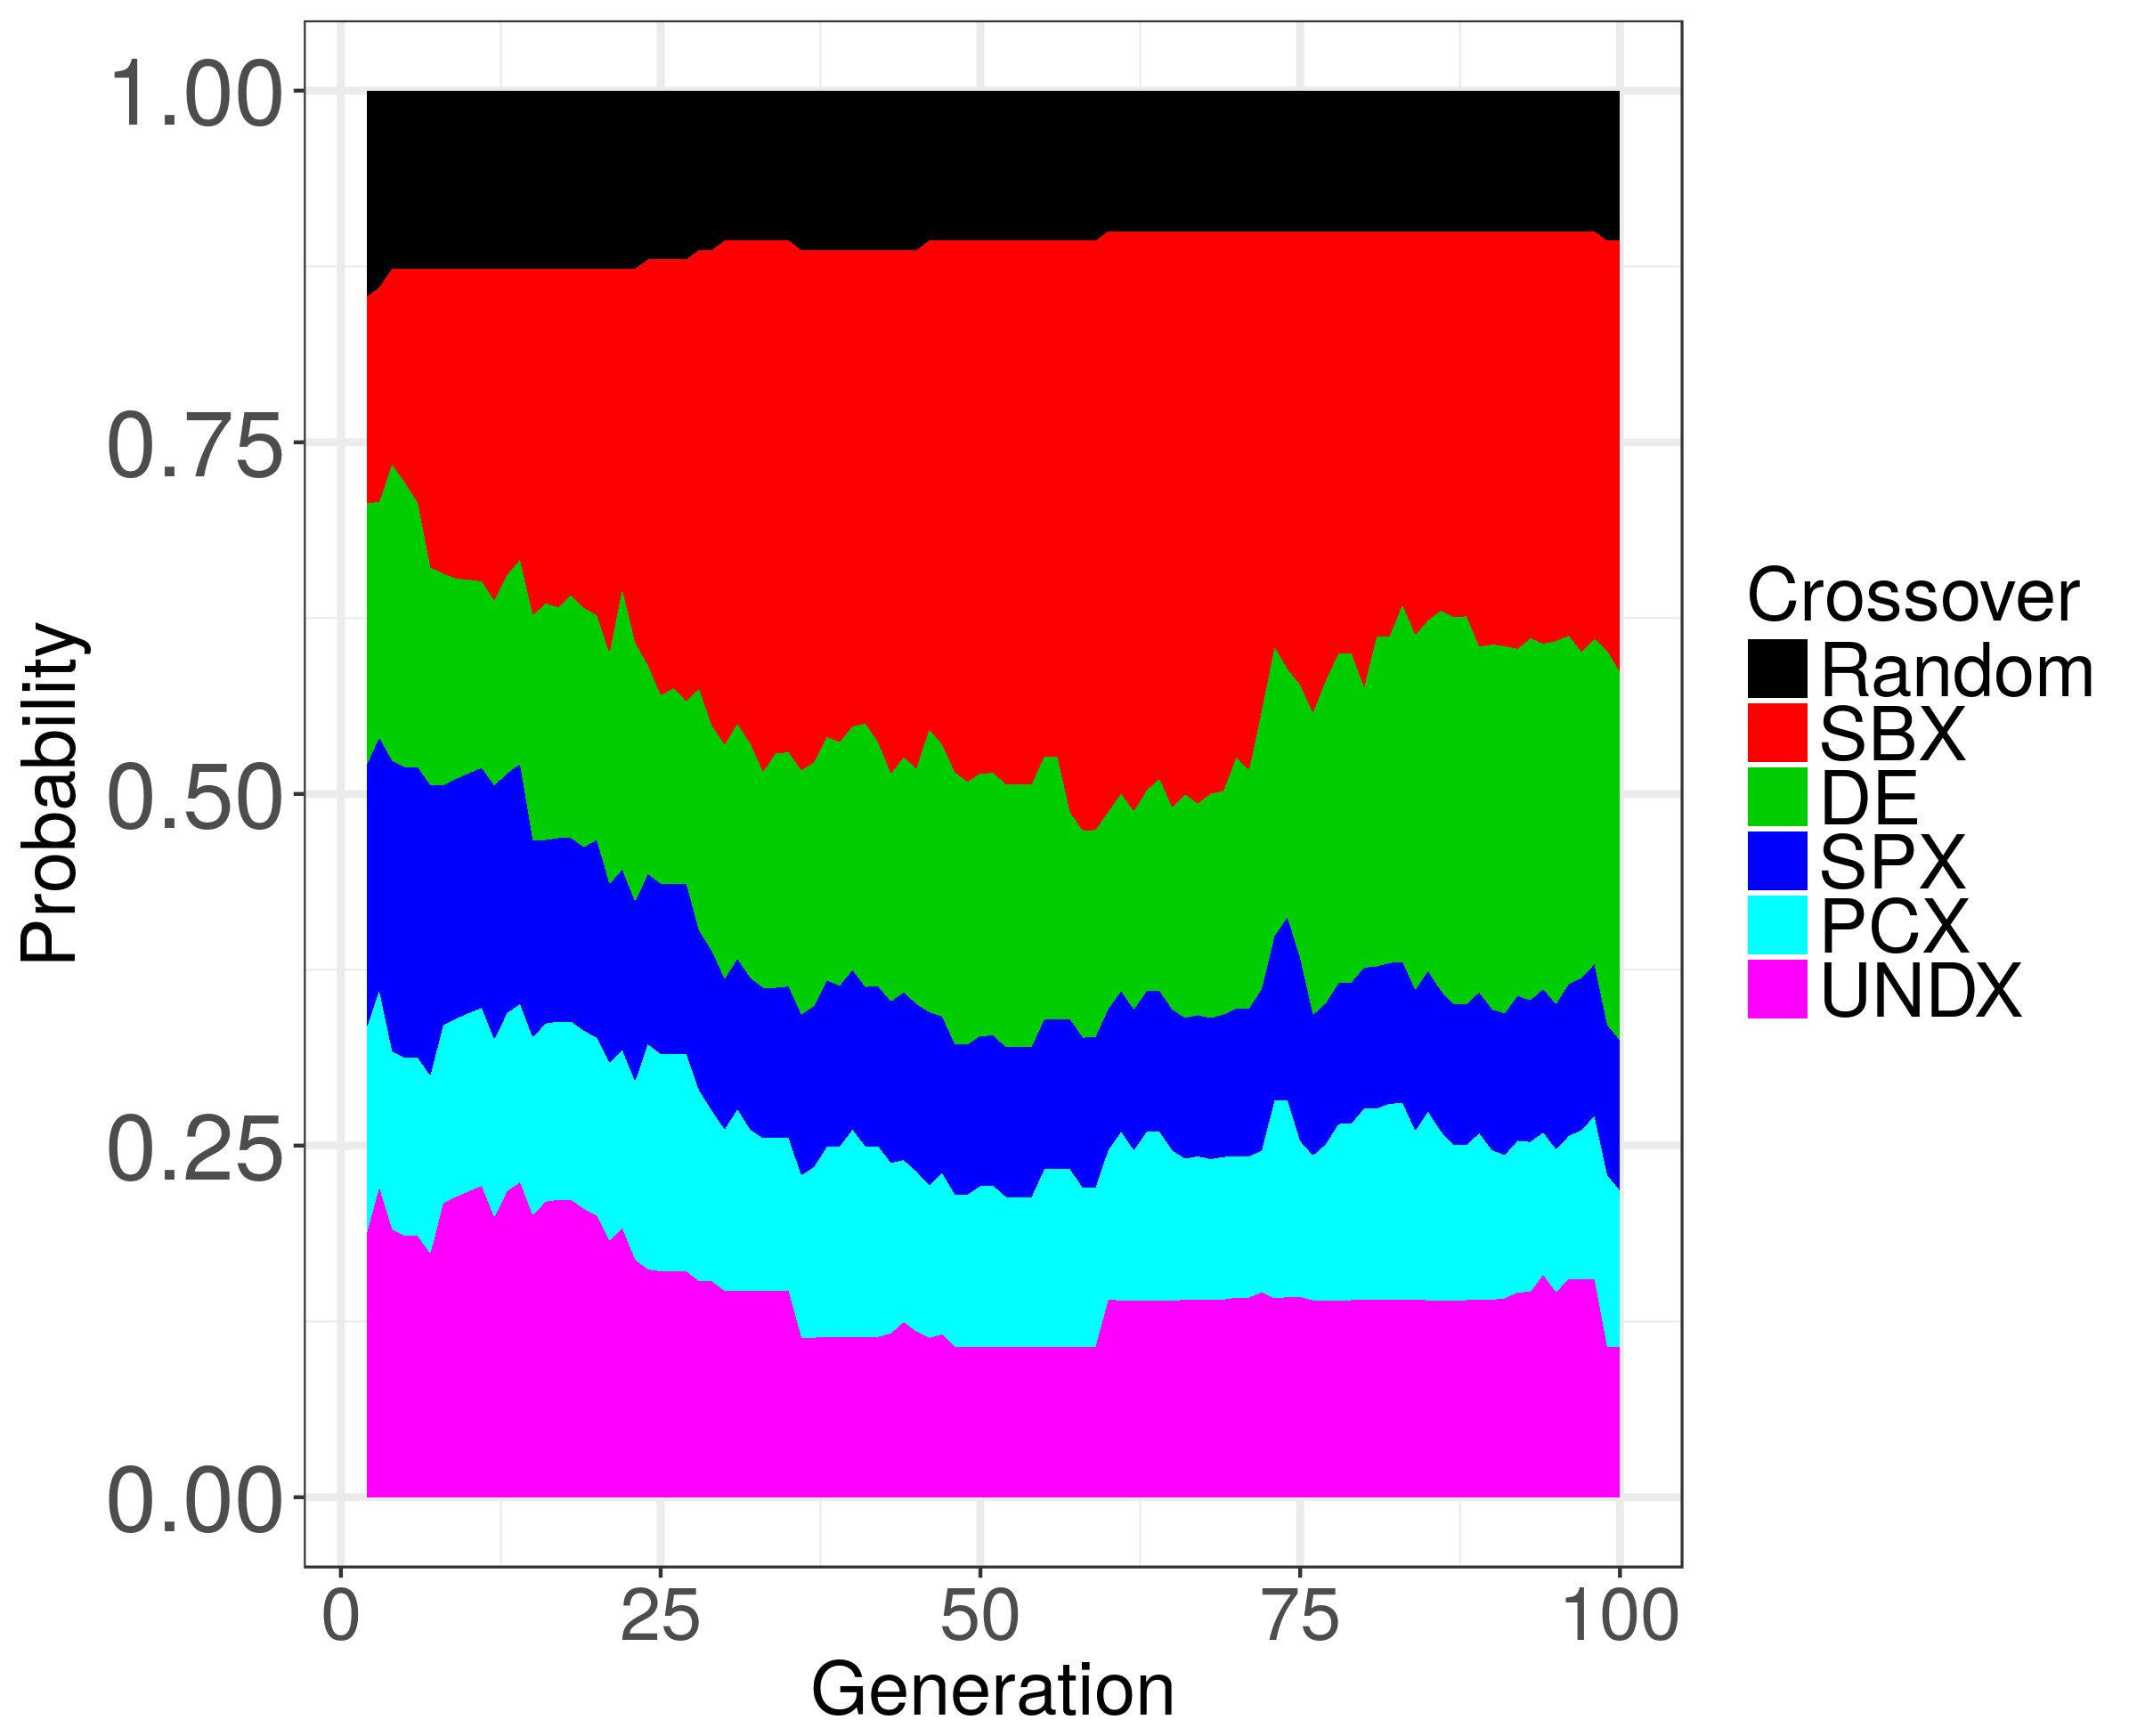 1.00
0.75
0.50
0.25
0.00
Probability
0 25 50 75 100
Generation
Crossover
Random
SBX
DE
SPX
PCX
UNDX